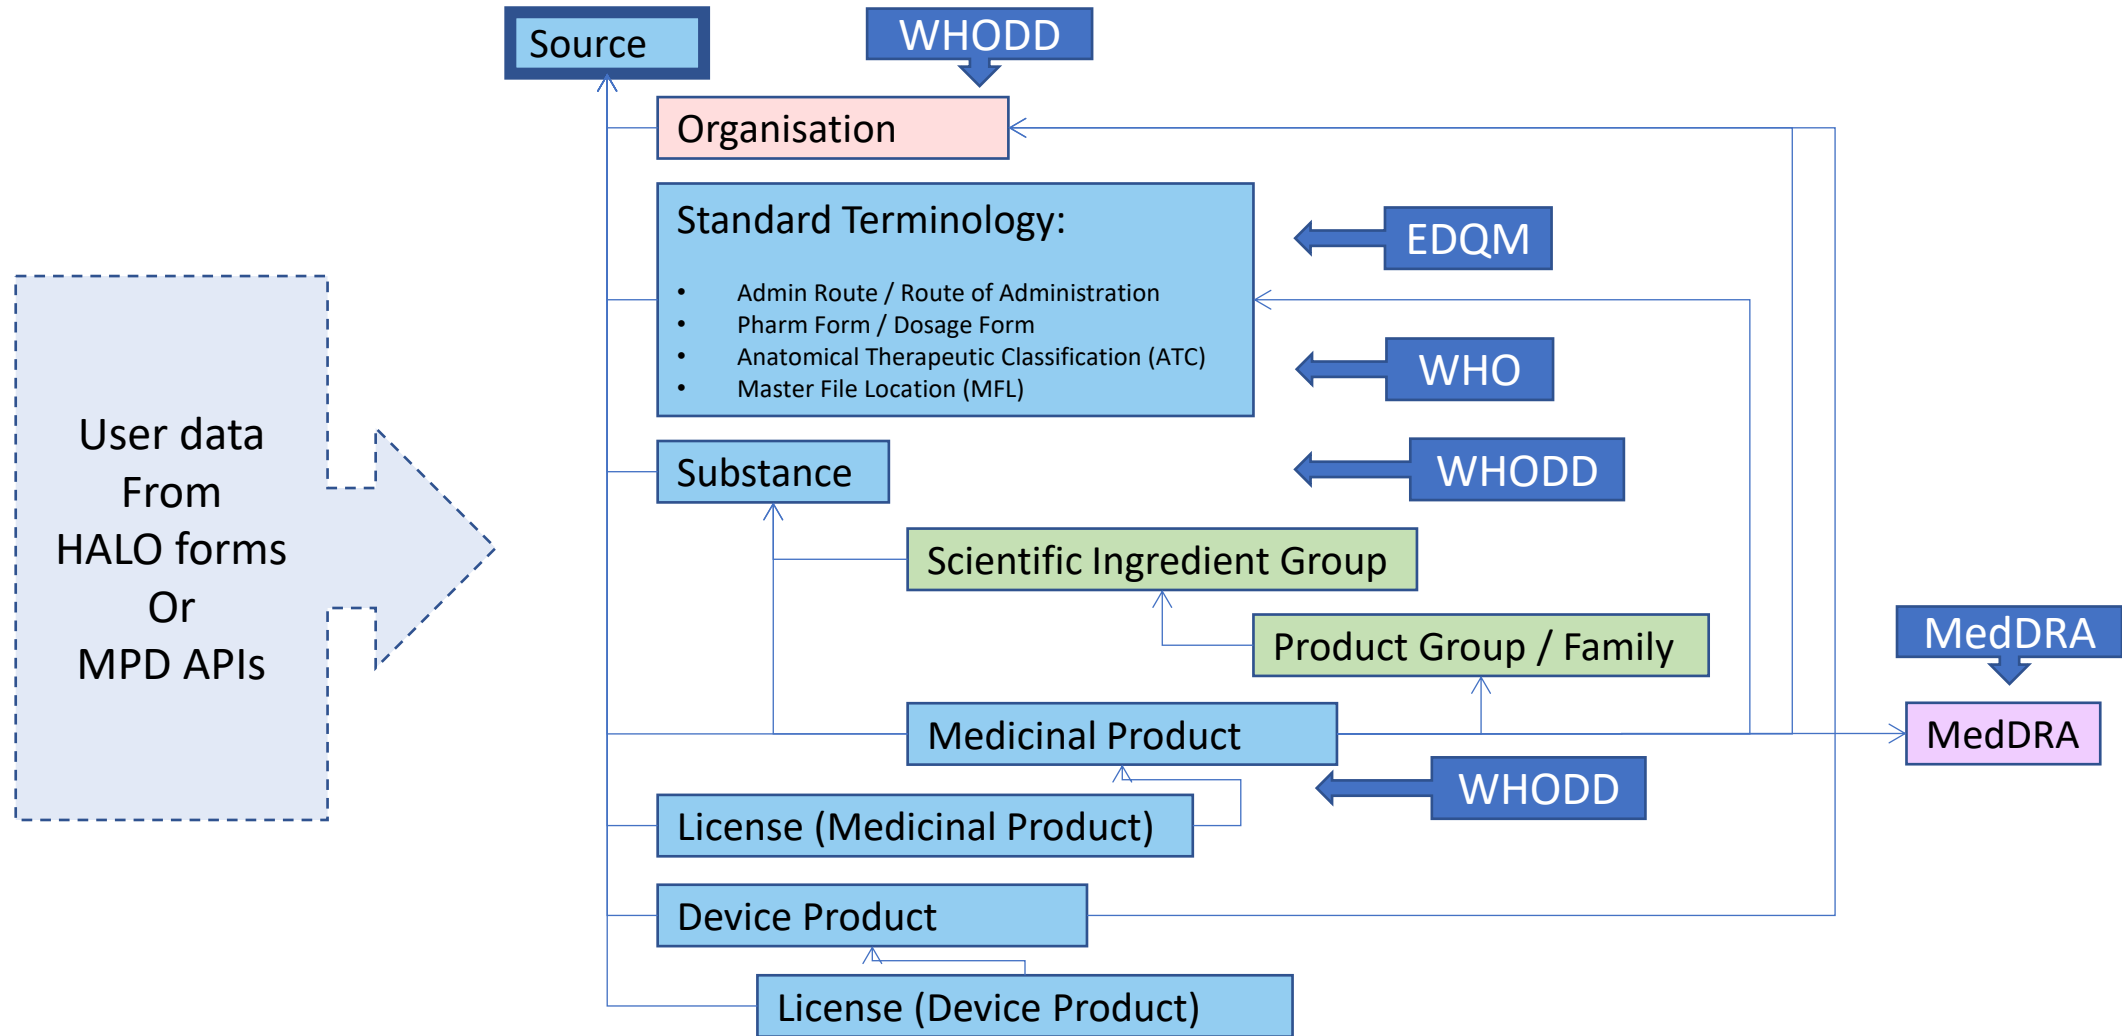 Source
WHODD
Organisation
Standard Terminology:
• Admin Route / Route of Administration
• Pharm Form / Dosage Form
• Anatomical Therapeutic Classification (ATC)
• Master File Location (MFL)
EDQM
WHO
User data
From
HALO forms
Or
MPD APIs
Substance
WHODD
Scientific Ingredient Group
Product Group / Family
MedDRA
Medicinal Product
MedDRA
WHODD
License (Medicinal Product)
Device Product
License (Device Product)